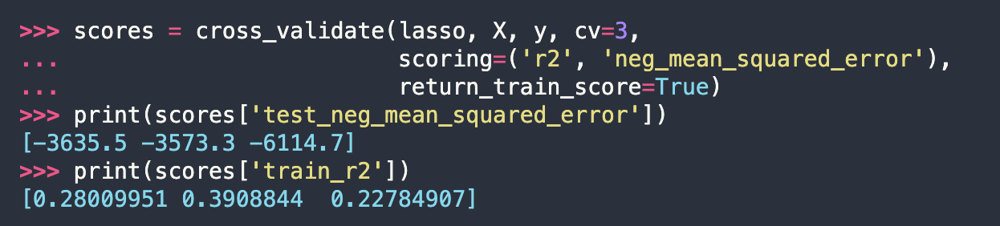 >>> scores = cross_validate(lasso, X, y, cv=3,
...                         scoring=('r2', 'neg_mean_squared_error'),
...                         return_train_score=True)
>>> print(scores['test_neg_mean_squared_error'])
[-3635.5 -3573.3 -6114.7]
>>> print(scores['train_r2'])
[0.28009951 0.3908844  0.22784907]